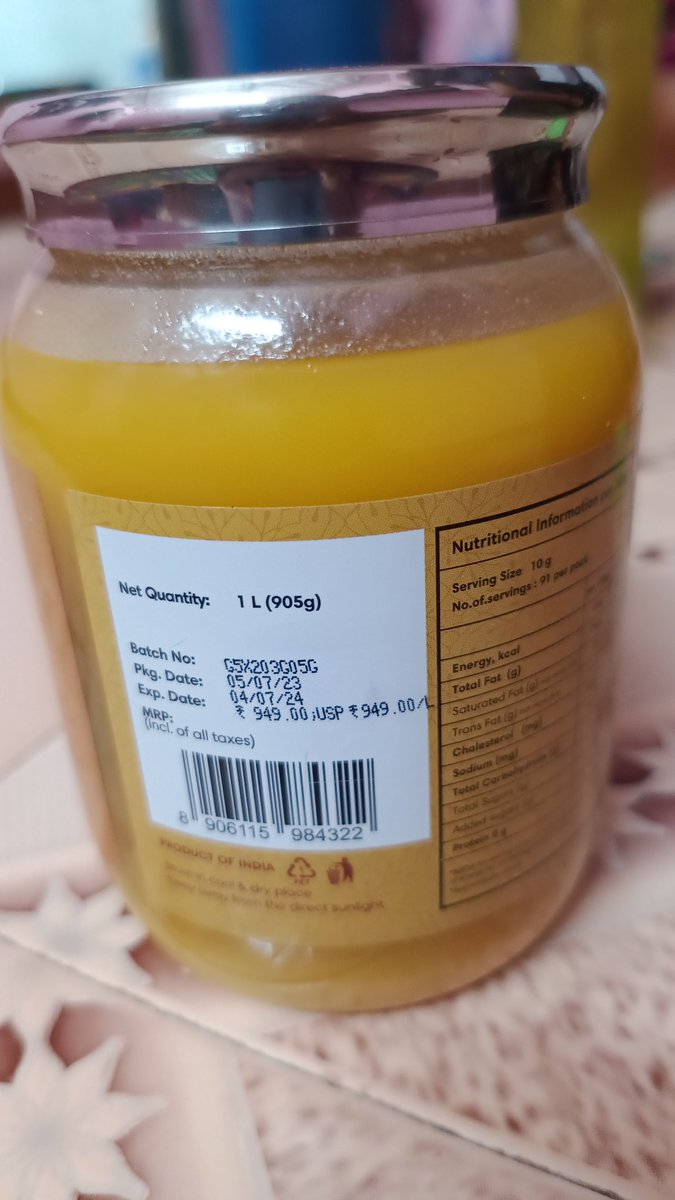 Net Quantity: 1 L (905g)
Batch No: G5X203G05G
Pkg. Date: 05/07/23
Exp. Date: 04/07/24
MRP: ₹ 949.00;USP ₹949.00/L
(incl. of all taxes)
8 906115 984322
PRODUCT OF INDIA
Store in cool & dry place
Keep away from the direct sunlight
Nutritional Information
Serving Size 10 g
No.of.servings : 91 per pack
Energy, kcal
Total Fat (g)
Saturated Fat (g)
Trans Fat (g)
Cholesterol (mg)
Sodium (mg)
Total Carbohydrate
Total Sugars
Added sugars
Protein 0 g